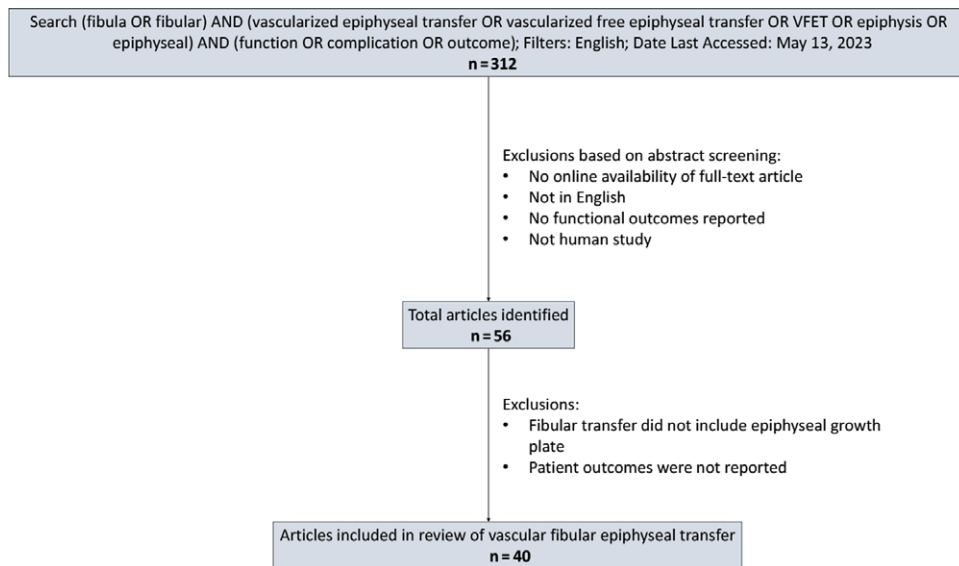 Search (fibula OR fibular) AND (vascularized epiphyseal transfer OR vascularized free epiphyseal transfer OR VFET OR epiphysis OR
epiphyseal) AND (function OR complication OR outcome); Filters: English; Date Last Accessed: May 13, 2023
n = 312
Exclusions based on abstract screening:
• No online availability of full-text article
• Not in English
• No functional outcomes reported
• Not human study
Total articles identified
n = 56
Exclusions:
• Fibular transfer did not include epiphyseal growth
plate
• Patient outcomes were not reported
Articles included in review of vascular fibular epiphyseal transfer
n = 40